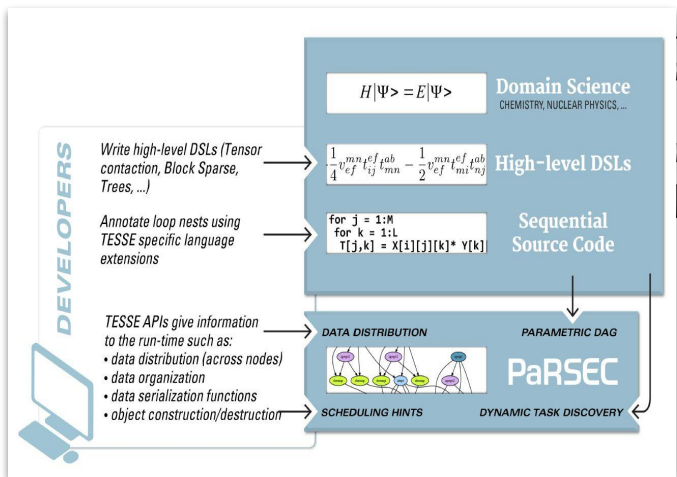 H|Ψ> = E|Ψ>
Domain Science
CHEMISTRY, NUCLEAR PHYSICS, ...
DEVELOPERS
Write high-level DSLs (Tensor
contaction, Block Sparse,
Trees, ...)
1/4 v_{ef}^{mn} t_{ij}^{ef} t_{mn}^{ab} − 1/2 v_{ef}^{mn} t_{mi}^{ef} t_{nj}^{ab}
High-level DSLs
Annotate loop nests using
TESSE specific language
extensions
for j = 1:M
for k = 1:L
T[j,k] = X[i][j][k]* Y[k]
Sequential
Source Code
TESSE APIs give information
to the run-time such as:
• data distribution (across nodes)
• data organization
• data serialization functions
• object construction/destruction
DATA DISTRIBUTION
PARAMETRIC DAG
PaRSEC
SCHEDULING HINTS
DYNAMIC TASK DISCOVERY